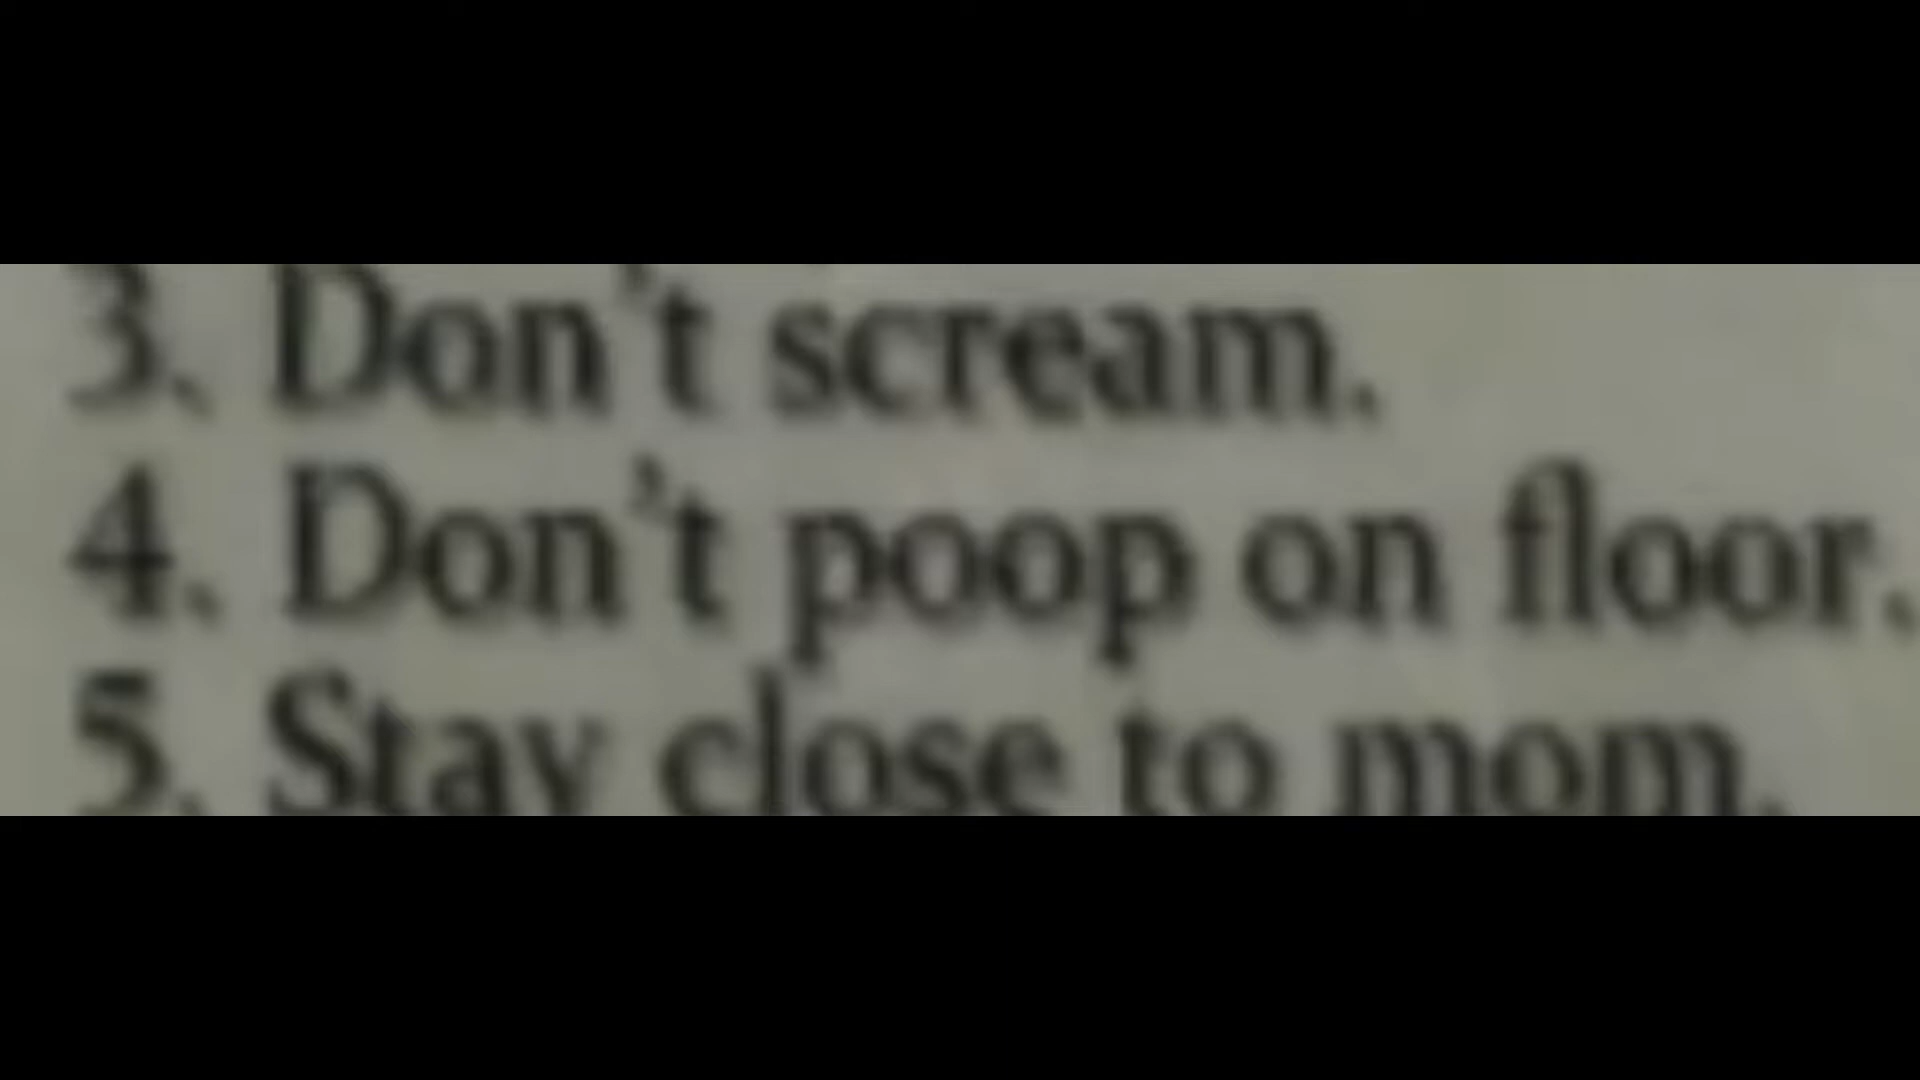 3. Don't scream.
4. Don't poop on floor.
5. Stay close to mom.